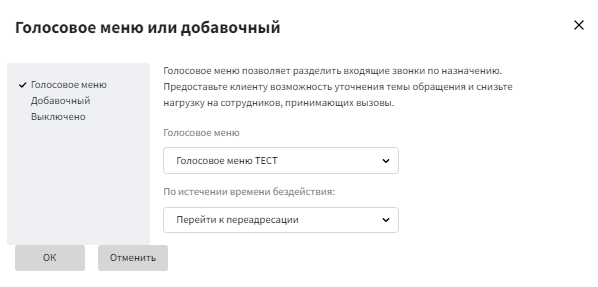 Голосовое меню или добавочный
Голосовое меню
Добавочный
Выключено
Голосовое меню позволяет разделить входящие звонки по назначению.
Предоставьте клиенту возможность уточнения темы обращения и снизьте
нагрузку на сотрудников, принимающих вызовы.
Голосовое меню
Голосовое меню ТЕСТ
По истечении времени бездействия:
Перейти к переадресации
ОК
Отменить